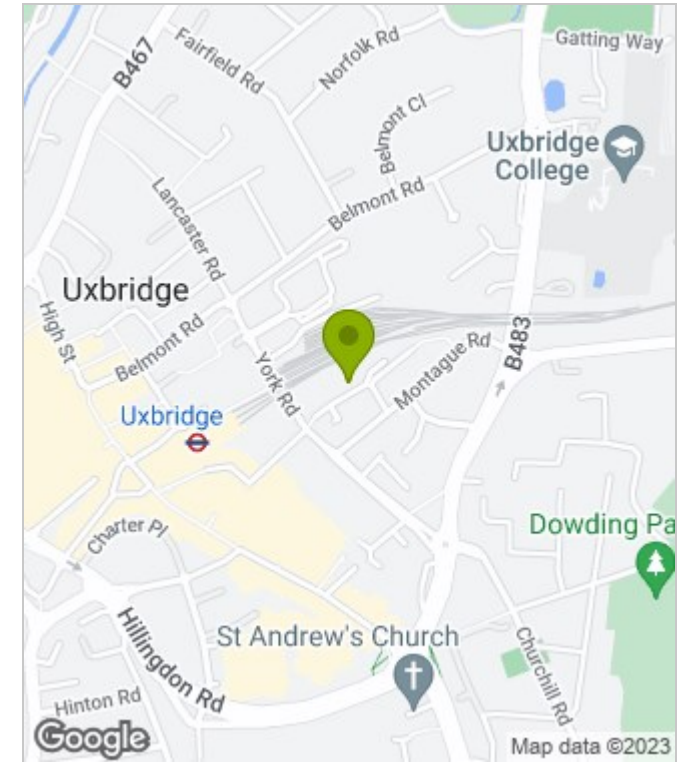 Fairfield Rd
Norfolk Rd
Gatting Way
B467
Belmont Cl
Uxbridge
College
Belmont Rd
Lancaster Rd
Uxbridge
High St
Belmont Rd
York Rd
Montague Rd
B483
Uxbridge
Charter Pl
Dowding Pa
St Andrew's Church
Churchill Rd
Hillingdon Rd
Hinton Rd
Google
Map data ©2023